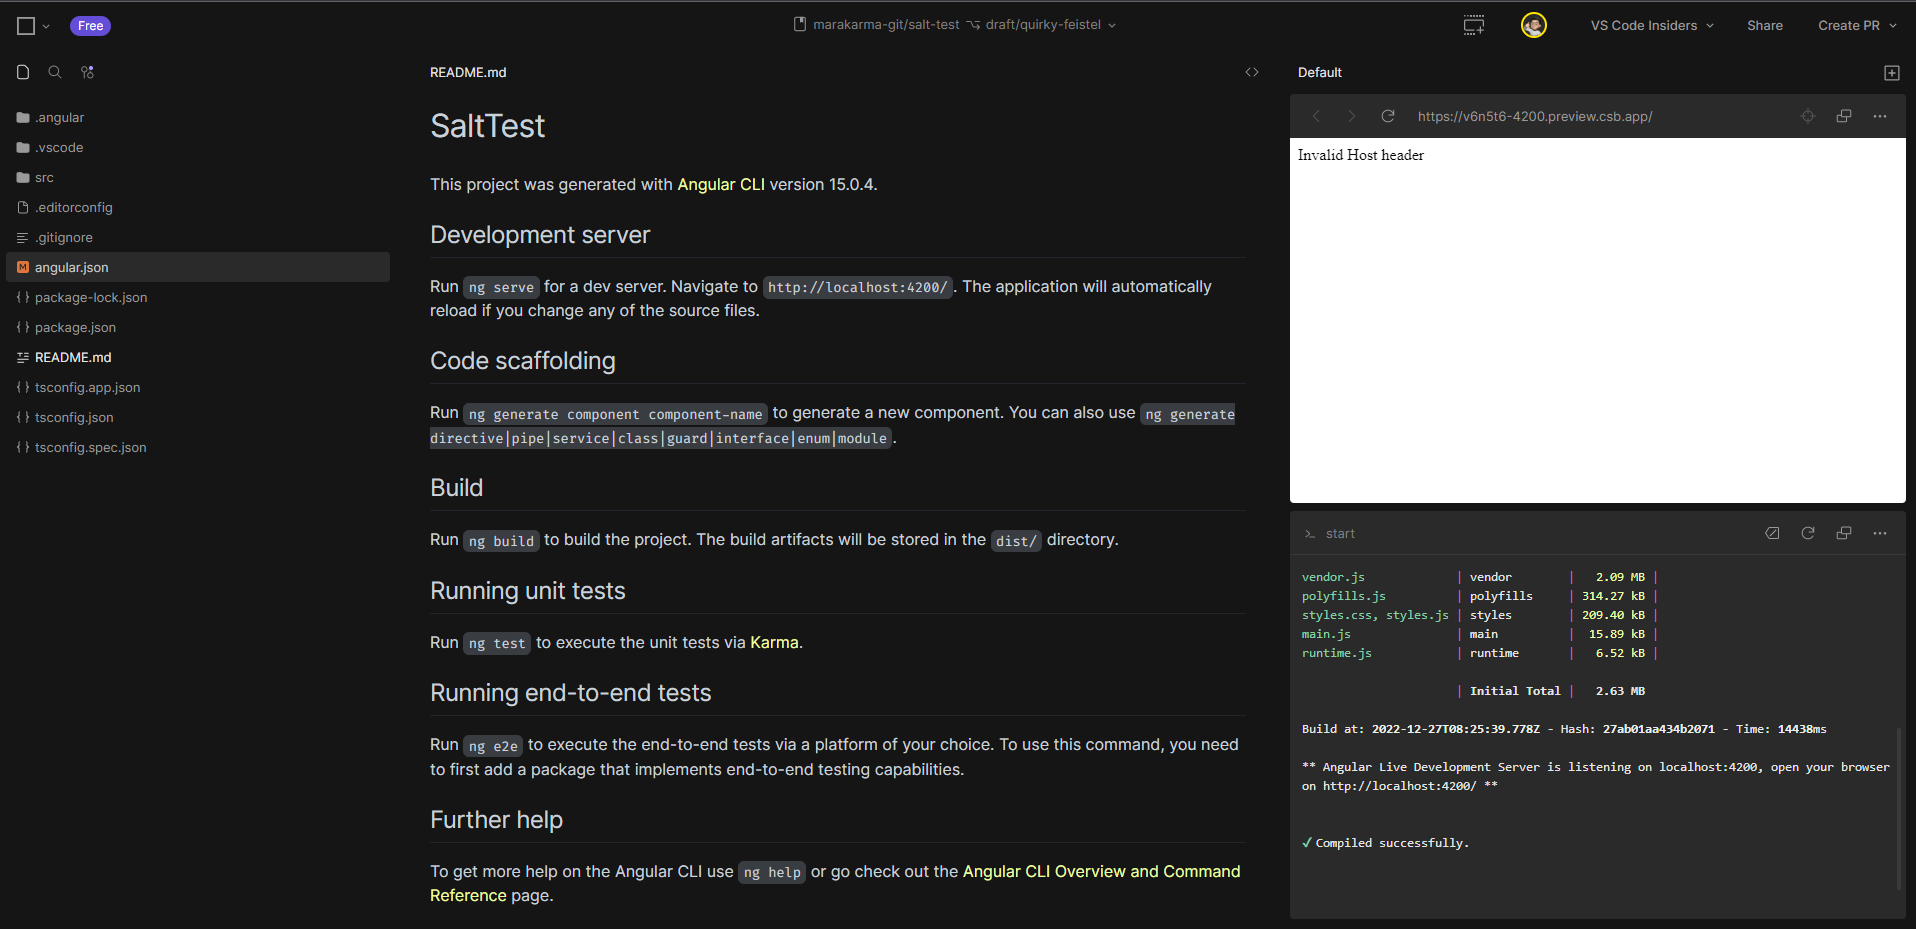 Free
marakarma-git/salt-test draft/quirky-feistel
VS Code Insiders
Share
Create PR
.angular
.vscode
src
.editorconfig
.gitignore
M angular.json
{} package-lock.json
{} package.json
README.md
{} tsconfig.app.json
{} tsconfig.json
{} tsconfig.spec.json
README.md
<>
SaltTest
This project was generated with Angular CLI version 15.0.4.
Development server
Run ng serve for a dev server. Navigate to http://localhost:4200/. The application will automatically
reload if you change any of the source files.
Code scaffolding
Run ng generate component component-name to generate a new component. You can also use ng generate
directive|pipe|service|class|guard|interface|enum|module.
Build
Run ng build to build the project. The build artifacts will be stored in the dist/ directory.
Running unit tests
Run ng test to execute the unit tests via Karma.
Running end-to-end tests
Run ng e2e to execute the end-to-end tests via a platform of your choice. To use this command, you need
to first add a package that implements end-to-end testing capabilities.
Further help
To get more help on the Angular CLI use ng help or go check out the Angular CLI Overview and Command
Reference page.
Default
https://v6n5t6-4200.preview.csb.app/
Invalid Host header
>_ start
vendor.js | vendor | 2.09 MB |
polyfills.js | polyfills | 314.27 kB |
styles.css, styles.js | styles | 209.40 kB |
main.js | main | 15.89 kB |
runtime.js | runtime | 6.52 kB |
| Initial Total | 2.63 MB
Build at: 2022-12-27T08:25:39.778Z - Hash: 27ab01aa434b2071 - Time: 14438ms
** Angular Live Development Server is listening on localhost:4200, open your browser
on http://localhost:4200/ **
✓ Compiled successfully.